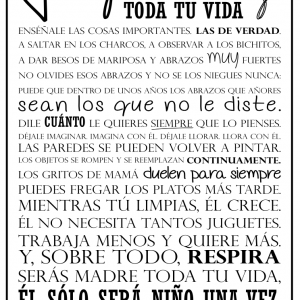 TODA TU VIDA
ENSÉÑALE LAS COSAS IMPORTANTES. LAS DE VERDAD.
A SALTAR EN LOS CHARCOS, A OBSERVAR A LOS BICHITOS,
A DAR BESOS DE MARIPOSA Y ABRAZOS MUY FUERTES
NO OLVIDES ESOS ABRAZOS Y NO SE LOS NIEGUES NUNCA:
PUEDE QUE DENTRO DE UNOS AÑOS LOS ABRAZOS QUE AÑORES
sean los que no le diste.
DILE CUÁNTO LE QUIERES SIEMPRE QUE LO PIENSES.
DÉJALE IMAGINAR. IMAGINA CON ÉL. DÉJALE LLORAR. LLORA CON ÉL.
LAS PAREDES SE PUEDEN VOLVER A PINTAR.
LOS OBJETOS SE ROMPEN Y SE REEMPLAZAN CONTINUAMENTE.
LOS GRITOS DE MAMÁ duelen para siempre
PUEDES FREGAR LOS PLATOS MÁS TARDE.
MIENTRAS TÚ LIMPIAS, ÉL CRECE.
ÉL NO NECESITA TANTOS JUGUETES.
TRABAJA MENOS Y QUIERE MÁS.
Y, SOBRE TODO, RESPIRA
SERÁS MADRE TODA TU VIDA,
ÉL SÓLO SERÁ NIÑO UNA VEZ